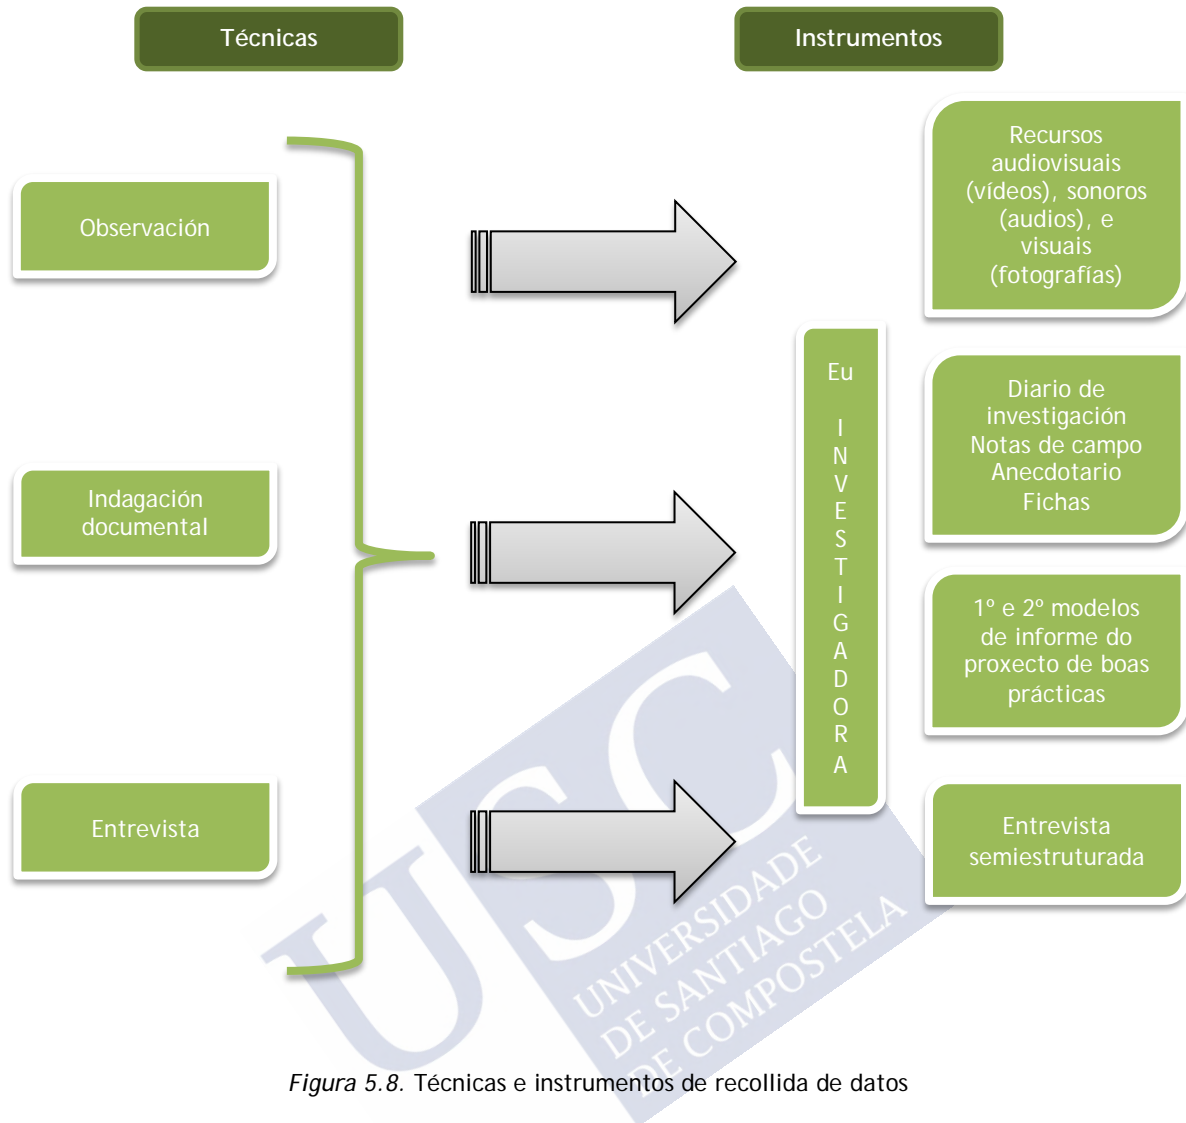 Técnicas
Instrumentos
Observación
Indagación
documental
Entrevista
Eu
I
N
V
E
S
T
I
G
A
D
O
R
A
Recursos
audiovisuais
(vídeos), sonoros
(audios), e
visuais
(fotografías)
Diario de
investigación
Notas de campo
Anecdotario
Fichas
1º e 2º modelos
de informe do
proxecto de boas
prácticas
Entrevista
semiestruturada
USC
UNIVERSIDADE
DE SANTIAGO
DE COMPOSTELA
Figura 5.8. Técnicas e instrumentos de recollida de datos